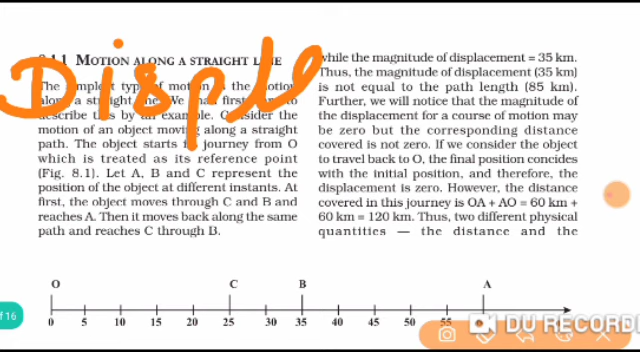 8.1.1 MOTION ALONG A STRAIGHT LINE
Disple
The simplest type of motion is the motion
along a straight line. We shall first learn to
describe this by an example. Consider the
motion of an object moving along a straight
path. The object starts its journey from O
which is treated as its reference point
(Fig. 8.1). Let A, B and C represent the
position of the object at different instants. At
first, the object moves through C and B and
reaches A. Then it moves back along the same
path and reaches C through B.
while the magnitude of displacement = 35 km.
Thus, the magnitude of displacement (35 km)
is not equal to the path length (85 km).
Further, we will notice that the magnitude of
the displacement for a course of motion may
be zero but the corresponding distance
covered is not zero. If we consider the object
to travel back to O, the final position concides
with the initial position, and therefore, the
displacement is zero. However, the distance
covered in this journey is OA + AO = 60 km +
60 km = 120 km. Thus, two different physical
quantities — the distance and the
O C B A
0 5 10 15 20 25 30 35 40 45 50 55
of 16
DU RECORD